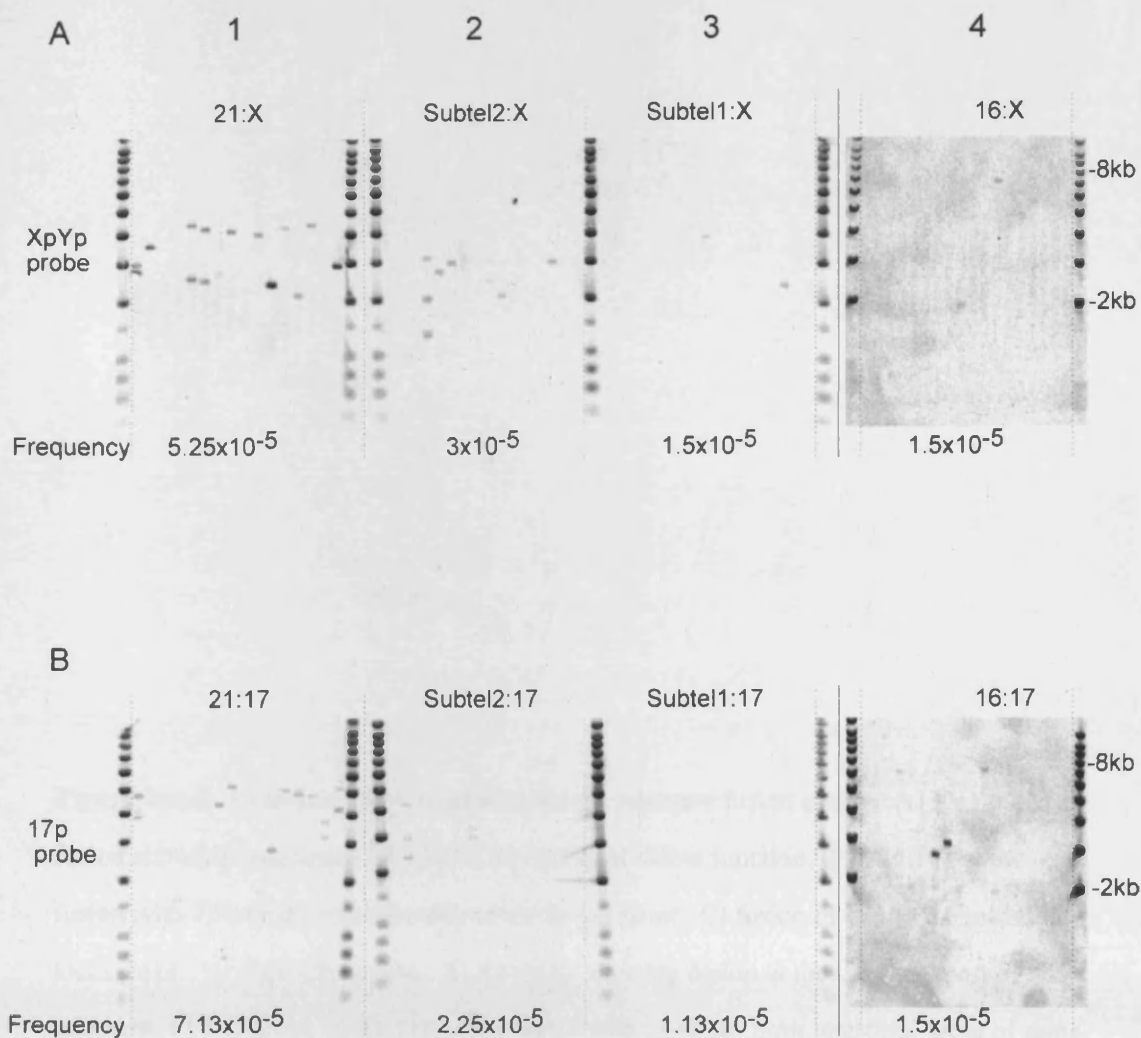 A 1 2 3 4
21:X Subtel2:X Subtel1:X 16:X
-8kb
XpYp
probe
-2kb
Frequency 5.25x10-5 3x10-5 1.5x10-5 1.5x10-5
B
21:17 Subtel2:17 Subtel1:17 16:17
-8kb
17p
probe
-2kb
Frequency 7.13x10-5 2.25x10-5 1.13x10-5 1.5x10-5